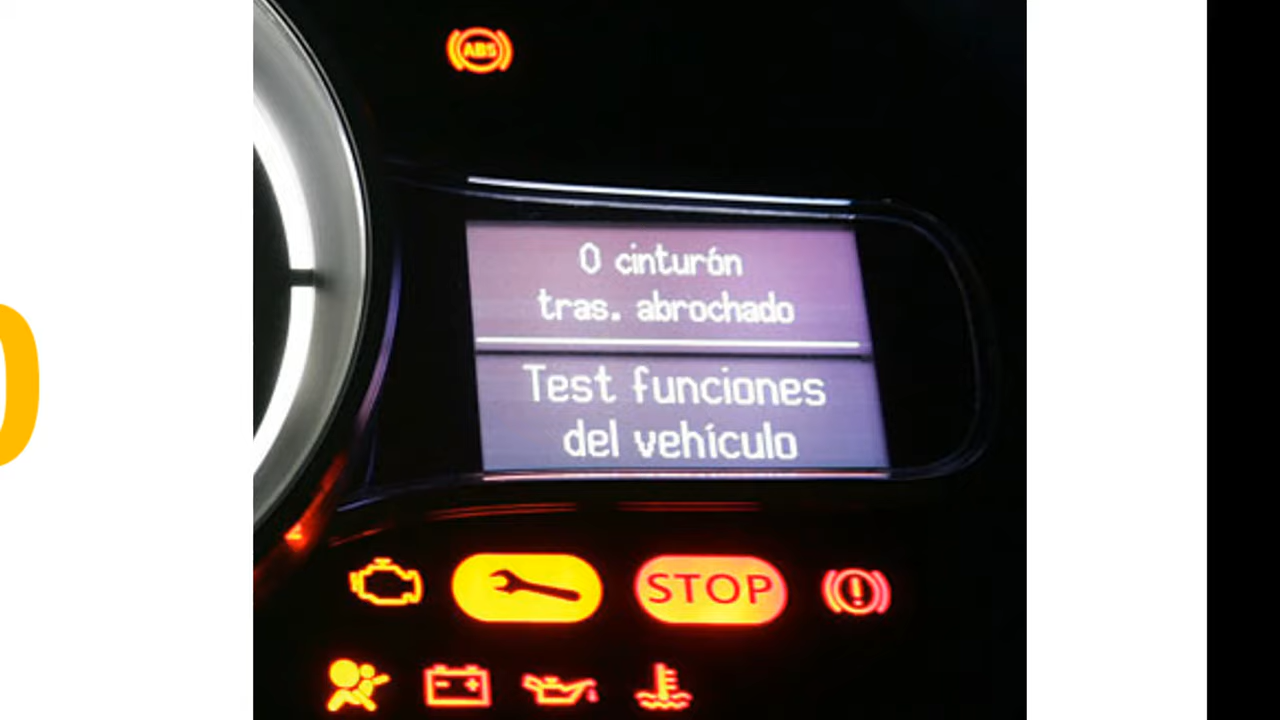 ABS
0 cinturón
tras. abrochado
Test funciones
del vehículo
STOP